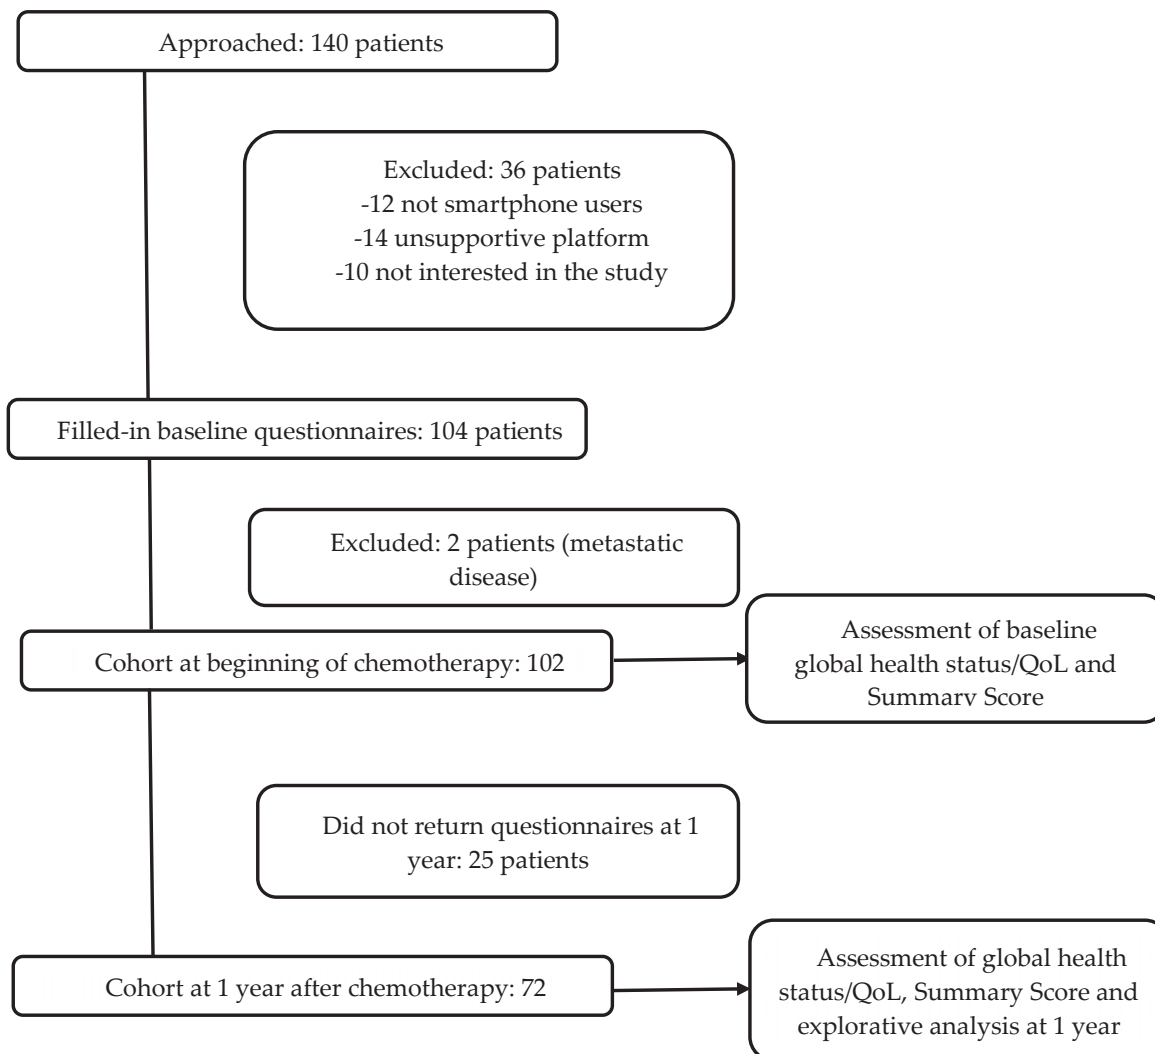 Approached: 140 patients
Excluded: 36 patients
-12 not smartphone users
-14 unsupportive platform
-10 not interested in the study
Filled-in baseline questionnaires: 104 patients
Excluded: 2 patients (metastatic
disease)
Cohort at beginning of chemotherapy: 102
Assessment of baseline
global health status/QoL and
Summary Score
Did not return questionnaires at 1
year: 25 patients
Cohort at 1 year after chemotherapy: 72
Assessment of global health
status/QoL, Summary Score and
explorative analysis at 1 year